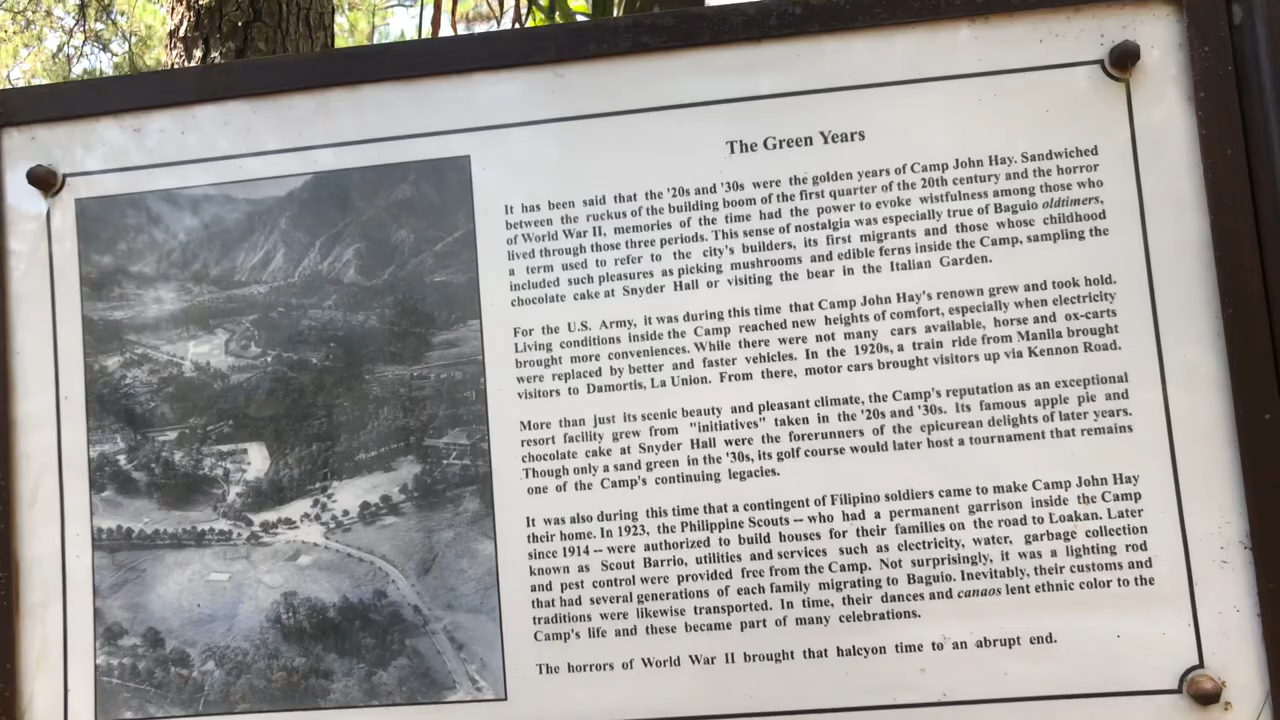 The Green Years
It has been said that the '20s and '30s were the golden years of Camp John Hay. Sandwiched
between the ruckus of the building boom of the first quarter of the 20th century and the horror
of World War II, memories of the time had the power to evoke wistfulness among those who
lived through those three periods. This sense of nostalgia was especially true of Baguio oldtimers,
a term used to refer to the city's builders, its first migrants and those whose childhood
included such pleasures as picking mushrooms and edible ferns inside the Camp, sampling the
chocolate cake at Snyder Hall or visiting the bear in the Italian Garden.
For the U.S. Army, it was during this time that Camp John Hay's renown grew and took hold.
Living conditions inside the Camp reached new heights of comfort, especially when electricity
brought more conveniences. While there were not many cars available, horse and ox-carts
were replaced by better and faster vehicles. In the 1920s, a train ride from Manila brought
visitors to Damortis, La Union. From there, motor cars brought visitors up via Kennon Road.
More than just its scenic beauty and pleasant climate, the Camp's reputation as an exceptional
resort facility grew from "initiatives" taken in the '20s and '30s. Its famous apple pie and
chocolate cake at Snyder Hall were the forerunners of the epicurean delights of later years.
Though only a sand green in the '30s, its golf course would later host a tournament that remains
one of the Camp's continuing legacies.
It was also during this time that a contingent of Filipino soldiers came to make Camp John Hay
their home. In 1923, the Philippine Scouts -- who had a permanent garrison inside the Camp
since 1914 -- were authorized to build houses for their families on the road to Loakan. Later
known as Scout Barrio, utilities and services such as electricity, water, garbage collection
and pest control were provided free from the Camp. Not surprisingly, it was a lighting rod
that had several generations of each family migrating to Baguio. Inevitably, their customs and
traditions were likewise transported. In time, their dances and canaos lent ethnic color to the
Camp's life and these became part of many celebrations.
The horrors of World War II brought that halcyon time to an abrupt end.